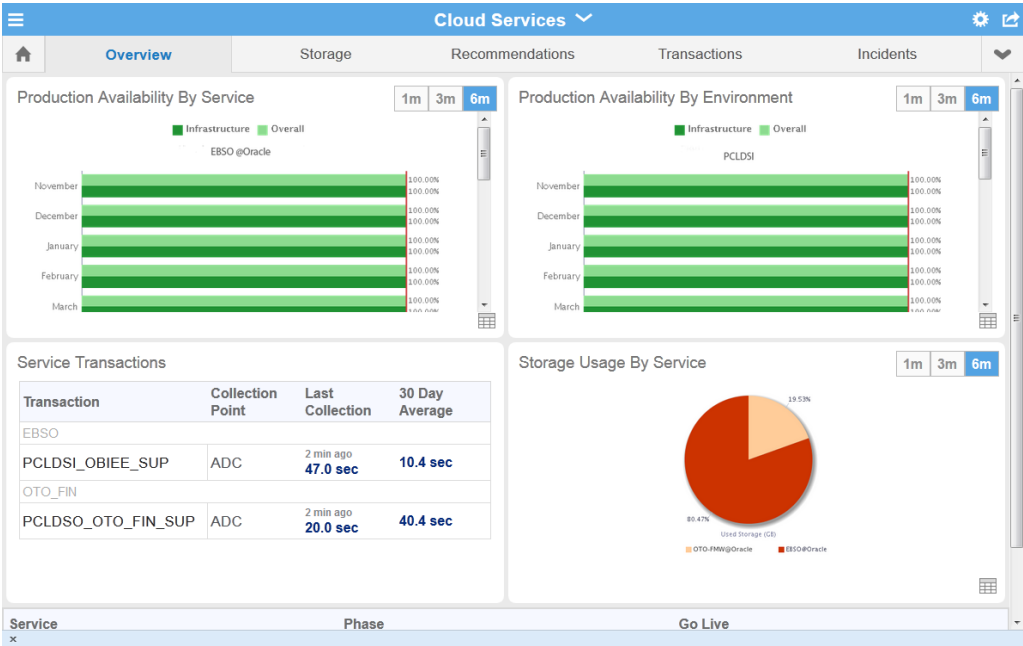 Cloud Services
Overview Storage Recommendations Transactions Incidents
Production Availability By Service 1m 3m 6m
Infrastructure Overall
EBSO @Oracle
November 100.00%
100.00%
December 100.00%
100.00%
January 100.00%
100.00%
February 100.00%
100.00%
March 100.00%
100.00%
Production Availability By Environment 1m 3m 6m
Infrastructure Overall
PCLDSI
November 100.00%
100.00%
December 100.00%
100.00%
January 100.00%
100.00%
February 100.00%
100.00%
March 100.00%
100.00%
Service Transactions
Transaction Collection Point Last Collection 30 Day Average
EBSO
PCLDSI_OBIEE_SUP ADC 2 min ago 47.0 sec 10.4 sec
OTO_FIN
PCLDSO_OTO_FIN_SUP ADC 2 min ago 20.0 sec 40.4 sec
Storage Usage By Service 1m 3m 6m
19.53%
80.47%
Used Storage (GB)
OTO-FMW@Oracle EBSO@Oracle
Service Phase Go Live